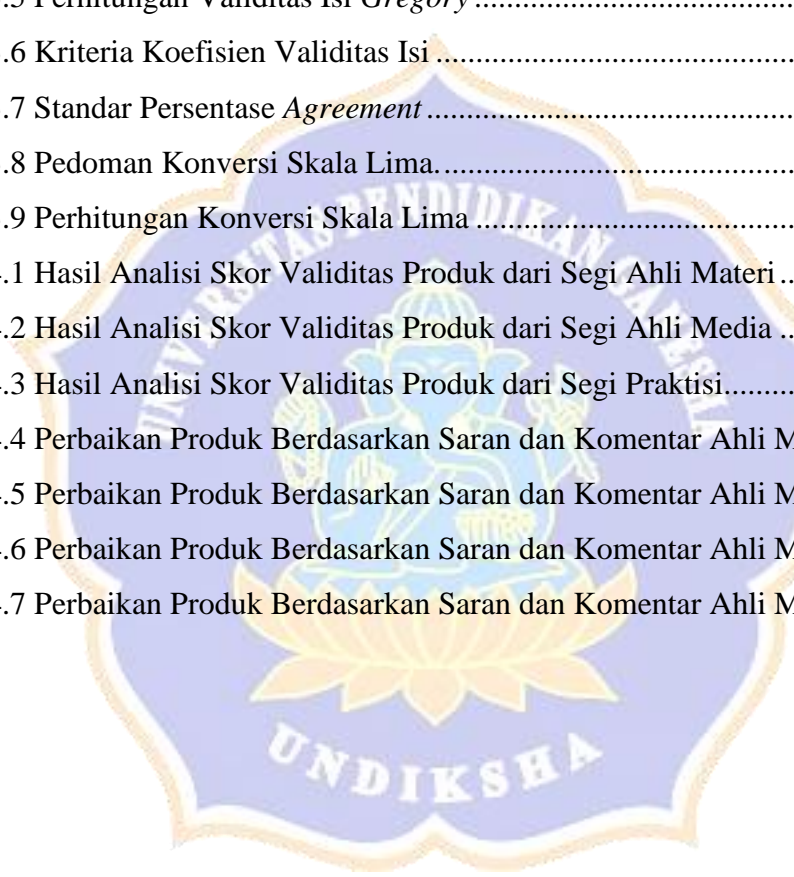 .5 Perhitungan Validitas Isi Gregory ........................................
.6 Kriteria Koefisien Validitas Isi .............................................
.7 Standar Persentase Agreement ..............................................
.8 Pedoman Konversi Skala Lima.............................................
.9 Perhitungan Konversi Skala Lima ........................................
.1 Hasil Analisi Skor Validitas Produk dari Segi Ahli Materi ..
.2 Hasil Analisi Skor Validitas Produk dari Segi Ahli Media ..
.3 Hasil Analisi Skor Validitas Produk dari Segi Praktisi.........
.4 Perbaikan Produk Berdasarkan Saran dan Komentar Ahli
.5 Perbaikan Produk Berdasarkan Saran dan Komentar Ahli
.6 Perbaikan Produk Berdasarkan Saran dan Komentar Ahli
.7 Perbaikan Produk Berdasarkan Saran dan Komentar Ahli
UNIVERSITAS PENDIDIKAN GANESHA
UNDIKSHA